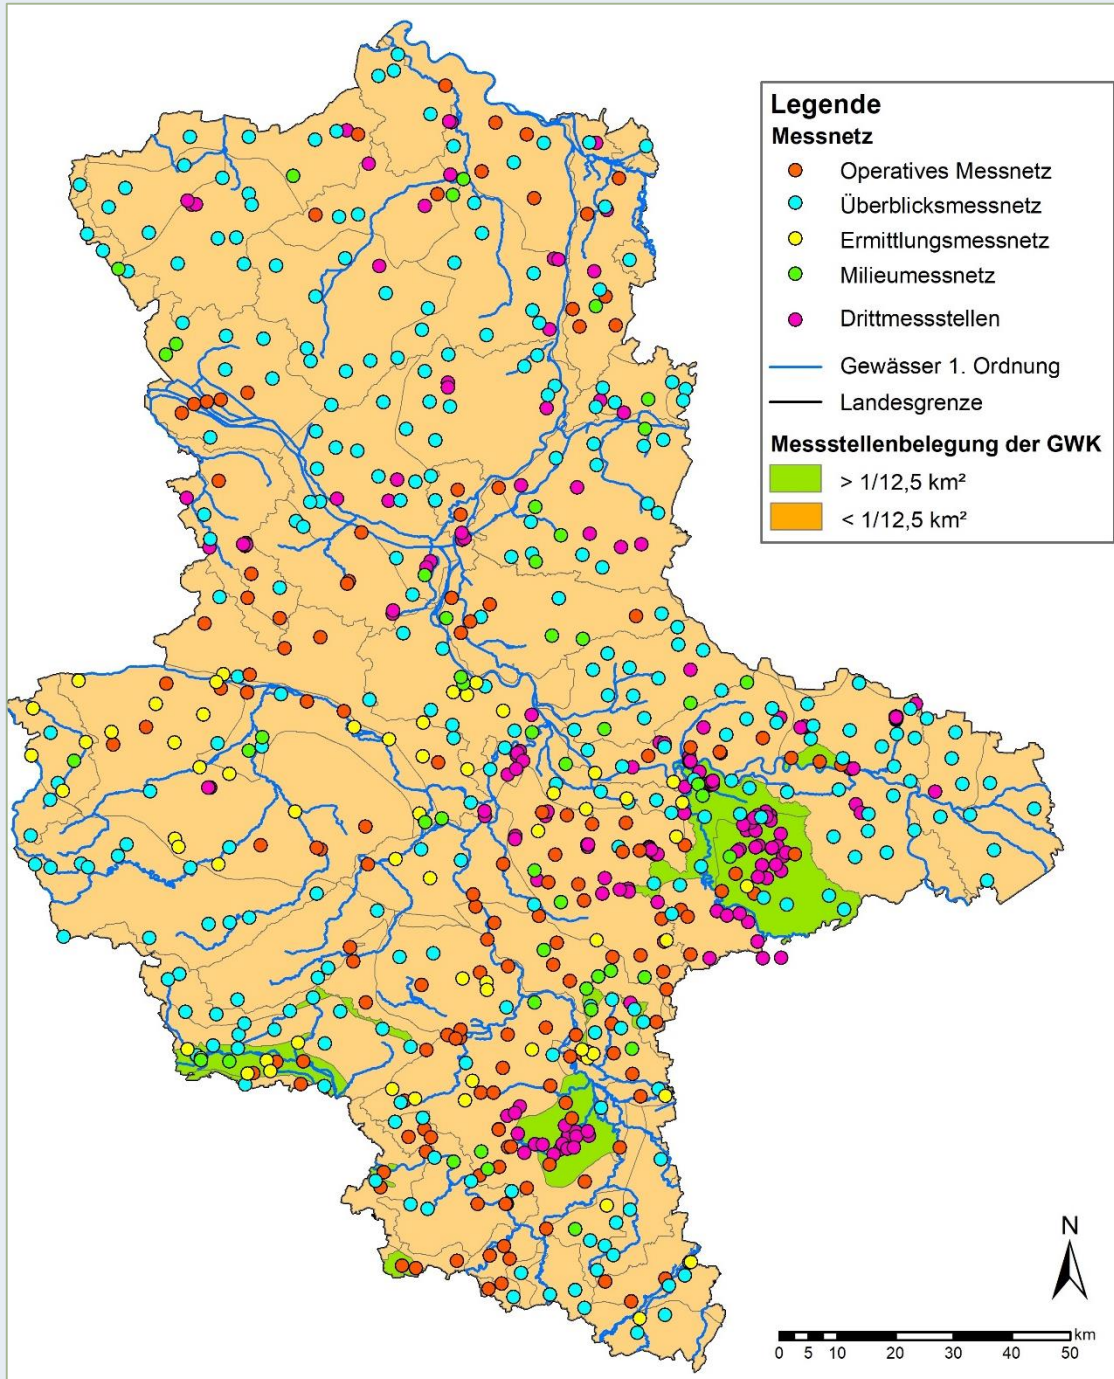 Legende
Messnetz
Operatives Messnetz
Überblicksmessnetz
Ermittlungsmessnetz
Milieumessnetz
Drittmessstellen
Gewässer 1. Ordnung
Landesgrenze
Messstellenbelegung der GWK
> 1/12,5 km²
< 1/12,5 km²
N
km
0 5 10 20 30 40 50